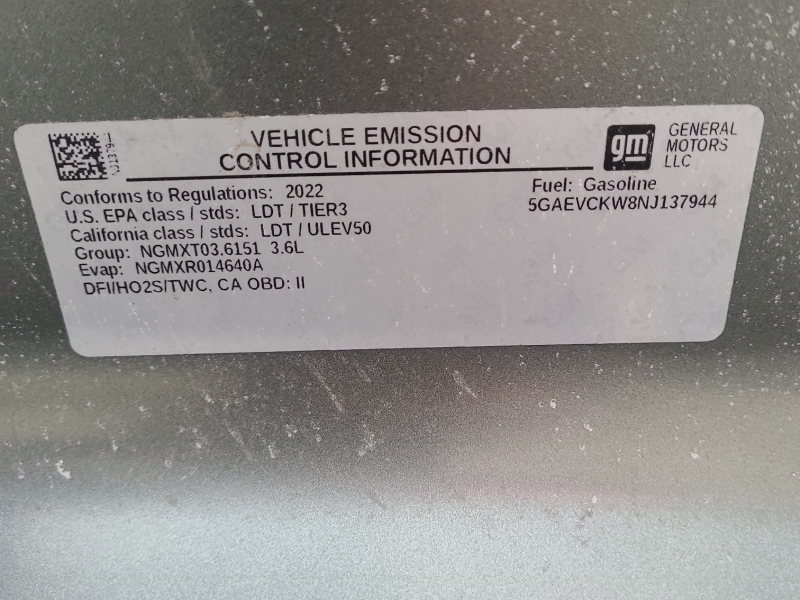 VEHICLE EMISSION
CONTROL INFORMATION
gm
GENERAL
MOTORS
LLC
Conforms to Regulations: 2022
U.S. EPA class / stds: LDT / TIER3
California class / stds: LDT / ULEV50
Group: NGMXT03.6151 3.6L
Evap: NGMXR014640A
DFI/HO2S/TWC, CA OBD: II
Fuel: Gasoline
5GAEVCKW8NJ137944